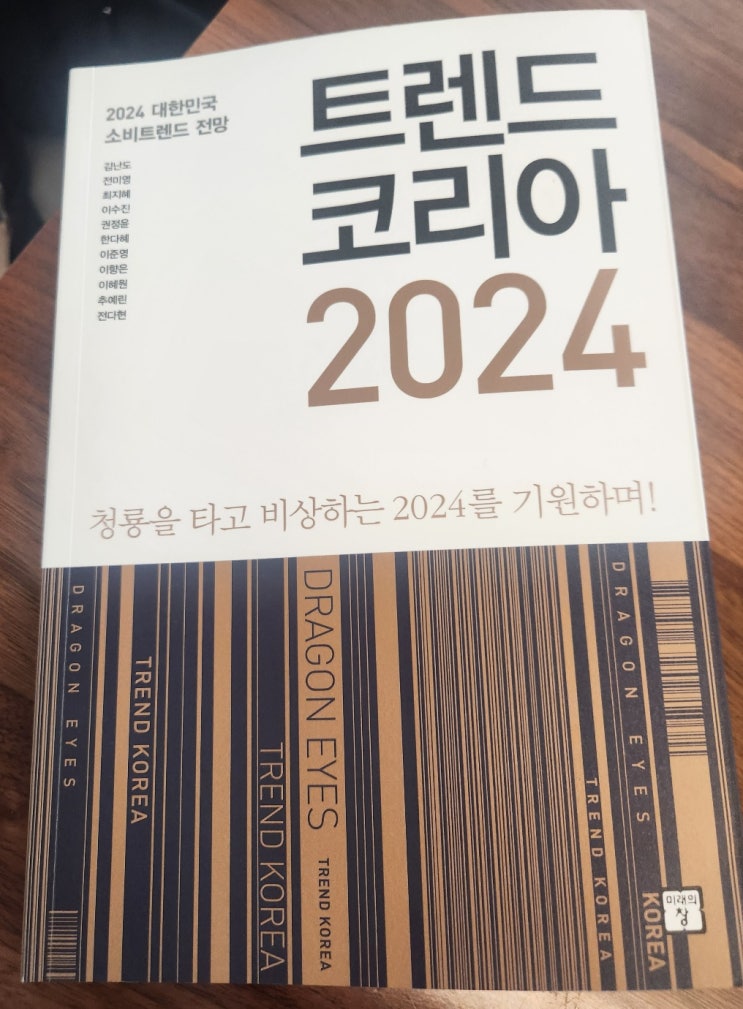 2024 대한민국
소비트렌드 전망
김난도
전미영
최지혜
이수진
권정윤
한다혜
이준영
이향은
이혜원
추예린
전다현
트렌드
코리아
2024
청룡을 타고 비상하는 2024를 기원하며!
DRAGON EYES
TREND KOREA
TREND KOREA
DRAGON EYES
TREND KOREA
TREND KOREA
DRAGON EYES
KOREA
미래의
창